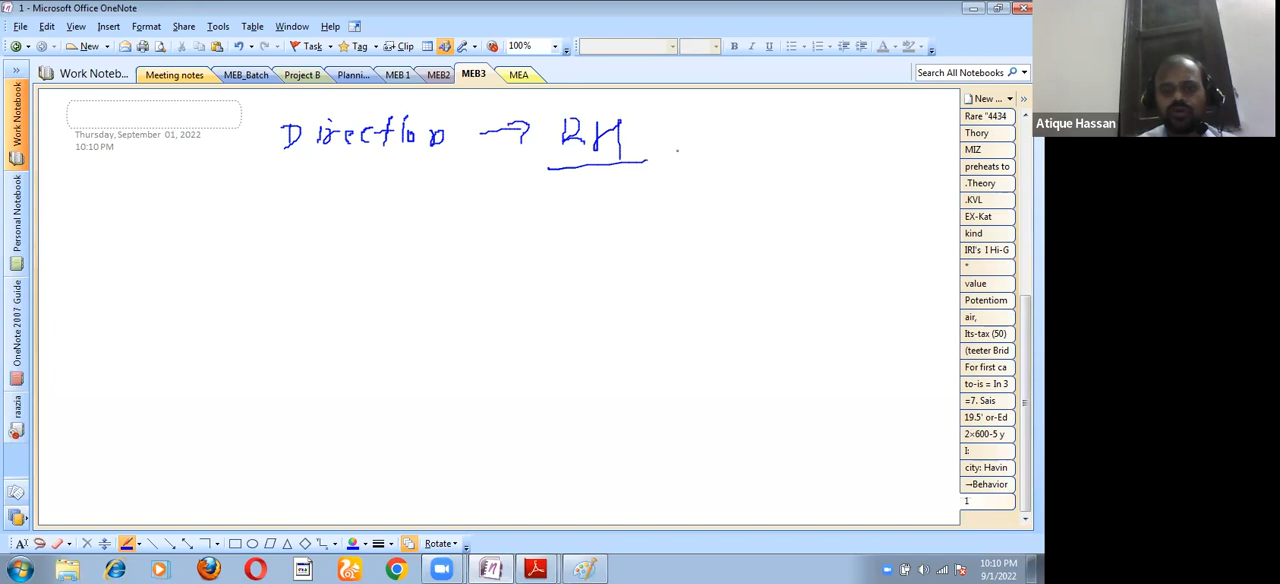 1 - Microsoft Office OneNote
File Edit View Insert Format Share Tools Table Window Help
New Task Tag Clip 100% B I U A
Work Noteb... Meeting notes MEB_Batch Project B Planni... MEB 1 MEB2 MEB3 MEA Search All Notebooks
Work Notebook
Personal Notebook
OneNote 2007 Guide
raazia
Thursday, September 01, 2022
10:10 PM
Direction → RH
New ...
Rare "4434
Thory
MIZ
preheats to
.Theory
.KVL
EX-Kat
kind
IRI's I Hi-G
*
value
Potentiom
air,
Its-tax (50)
(teeter Brid
For first ca
to-is = In 3
=7. Sais
19.5' or-Ed
2×600-5 y
I:
city: Havin
→Behavior
1
Atique Hassan
Rotate
10:10 PM
9/1/2022